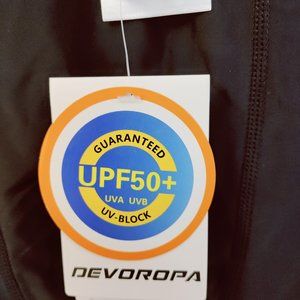 GUARANTEED
UPF50+
UVA UVB
UV-BLOCK
DEVOROPA